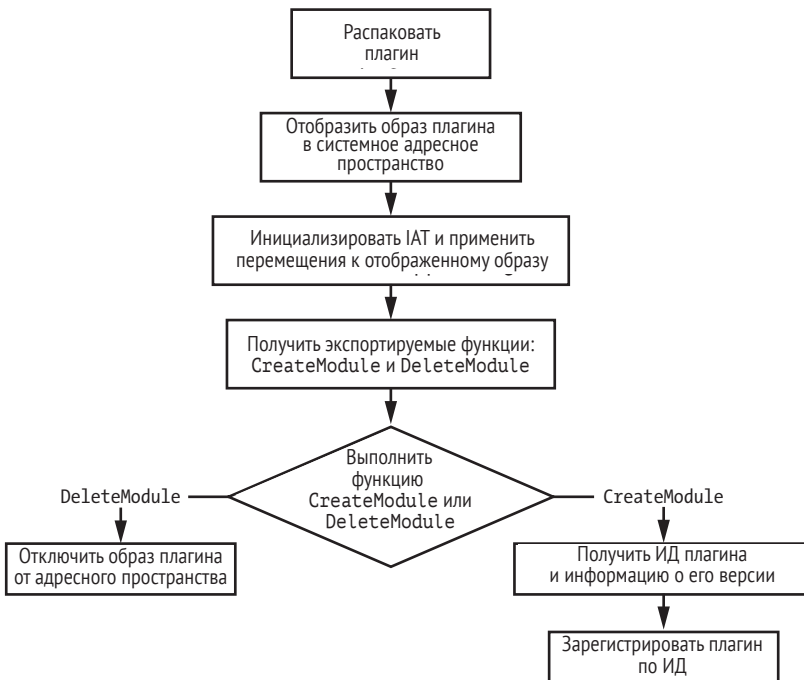 Распаковать
плагин
Отобразить образ плагина
в системное адресное
пространство
Инициализировать IAT и применить
перемещения к отображенному образу
Получить экспортируемые функции:
CreateModule и DeleteModule
Выполнить
функцию
CreateModule или
DeleteModule
DeleteModule
CreateModule
Отключить образ плагина
от адресного пространства
Получить ИД плагина
и информацию о его версии
Зарегистрировать плагин
по ИД